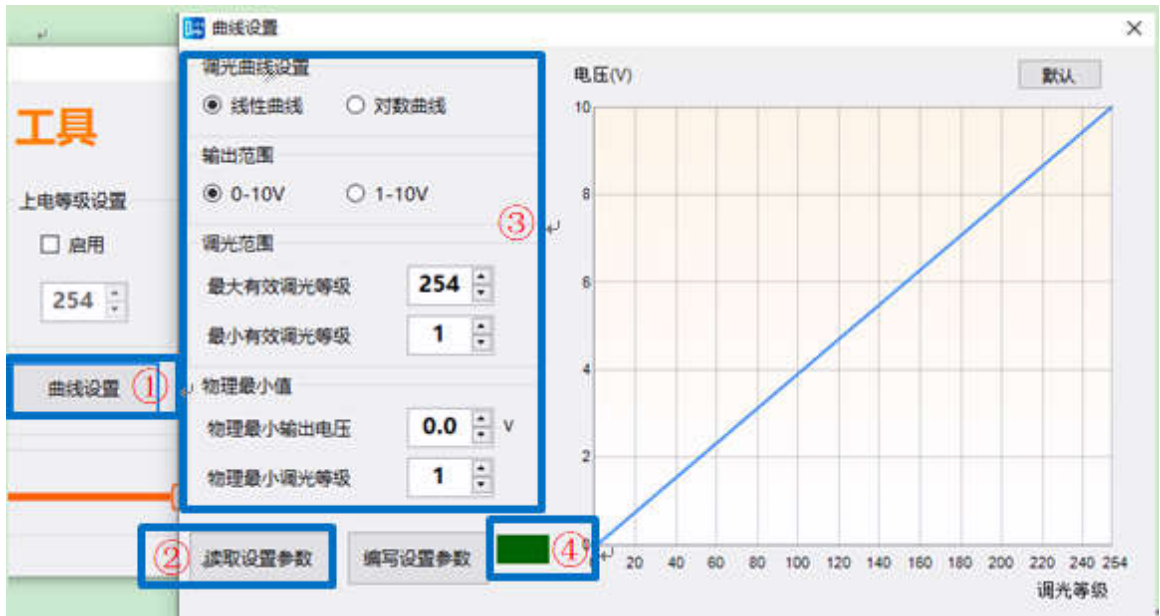 曲线设置
工具
上电等级设置
启用
254
曲线设置 ①
调光曲线设置
线性曲线 对数曲线
输出范围
0-10V 1-10V
③
调光范围
最大有效调光等级 254
最小有效调光等级 1
物理最小值
物理最小输出电压 0.0 V
物理最小调光等级 1
② 读取设置参数 编写设置参数 ④
电压(V) 默认
10
8
6
4
2
0
20 40 60 80 100 120 140 160 180 200 220 240 254
调光等级